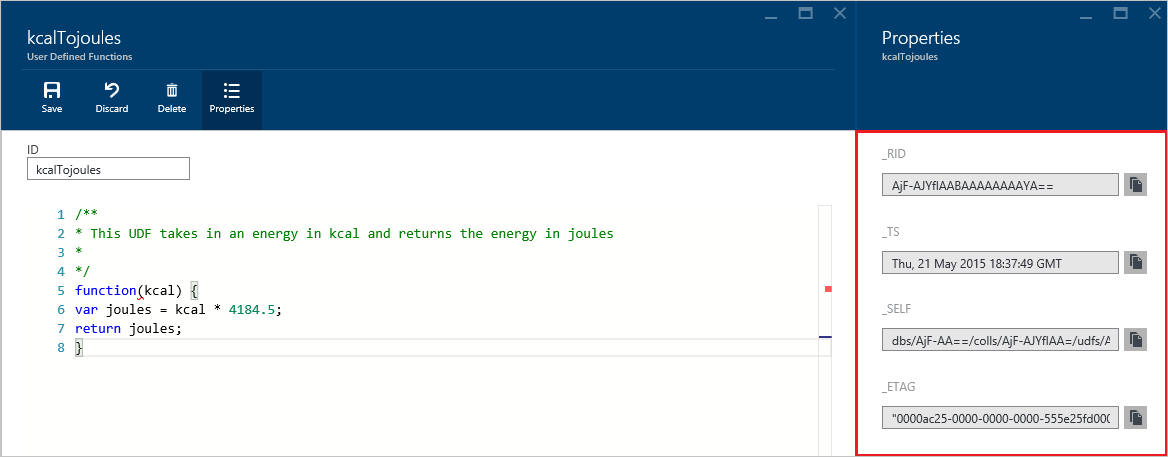 kcalTojoules
User Defined Functions
Save
Discard
Delete
Properties
ID
kcalTojoules
1 /**
2 * This UDF takes in an energy in kcal and returns the energy in joules
3 *
4 */
5 function(kcal) {
6 var joules = kcal * 4184.5;
7 return joules;
8 }
Properties
kcalTojoules
_RID
AjF-AJYflAABAAAAAAAAYA==
_TS
Thu, 21 May 2015 18:37:49 GMT
_SELF
dbs/AjF-AA==/colls/AjF-AJYflAA=/udfs/A
_ETAG
"0000ac25-0000-0000-0000-555e25fd000